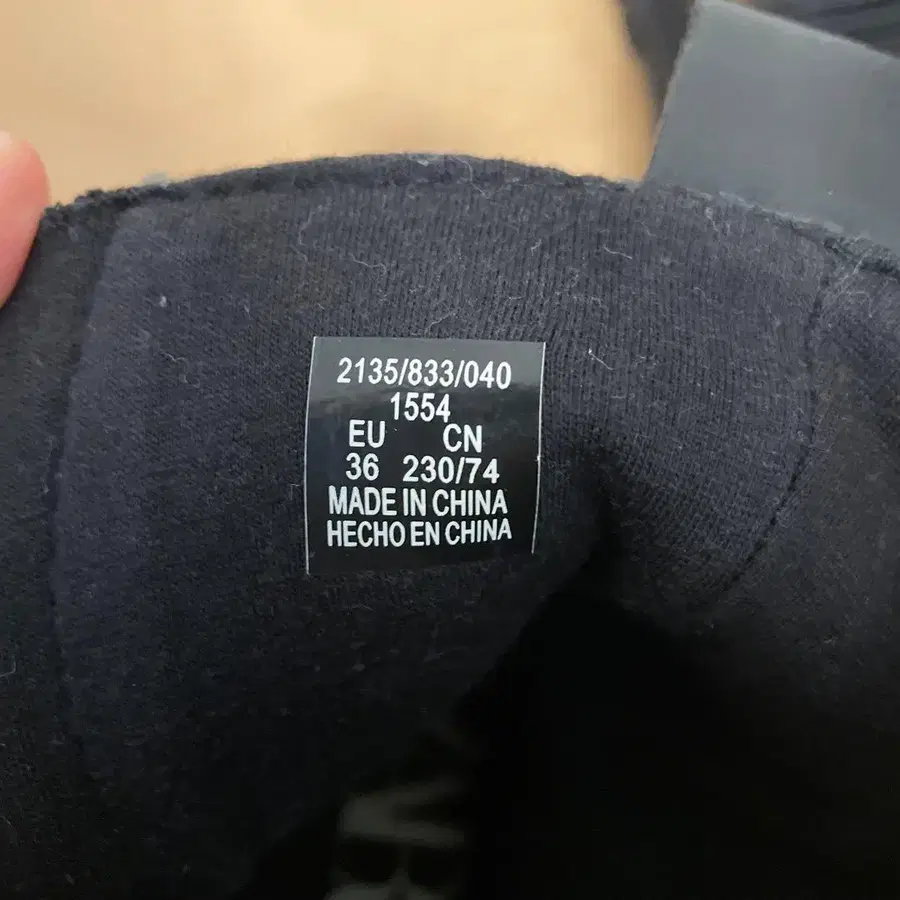 2135/833/040
1554
EU CN
36 230/74
MADE IN CHINA
HECHO EN CHINA